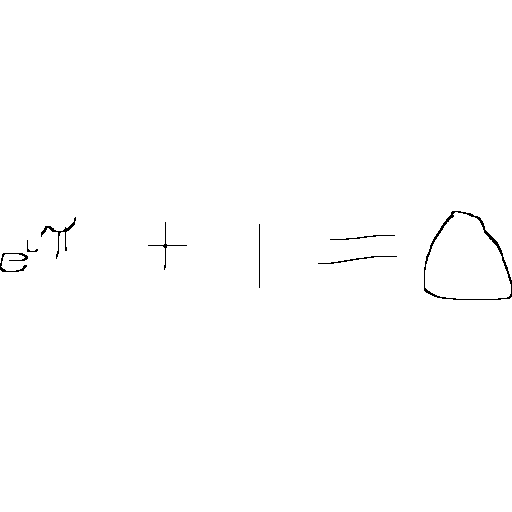 e^{iπ} + 1 = 0